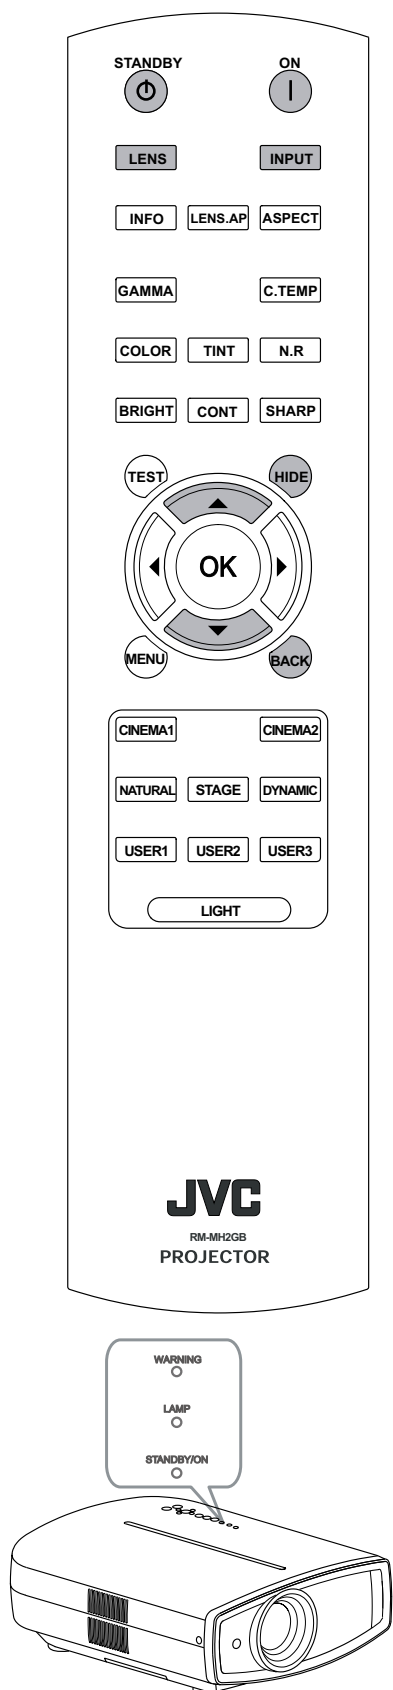 STANDBY ON
LENS INPUT
INFO LENS.AP ASPECT
GAMMA C.TEMP
COLOR TINT N.R
BRIGHT CONT SHARP
TEST HIDE
OK
MENU BACK
CINEMA1 CINEMA2
NATURAL STAGE DYNAMIC
USER1 USER2 USER3
LIGHT
JVC
RM-MH2GB
PROJECTOR
WARNING
LAMP
STANDBY/ON